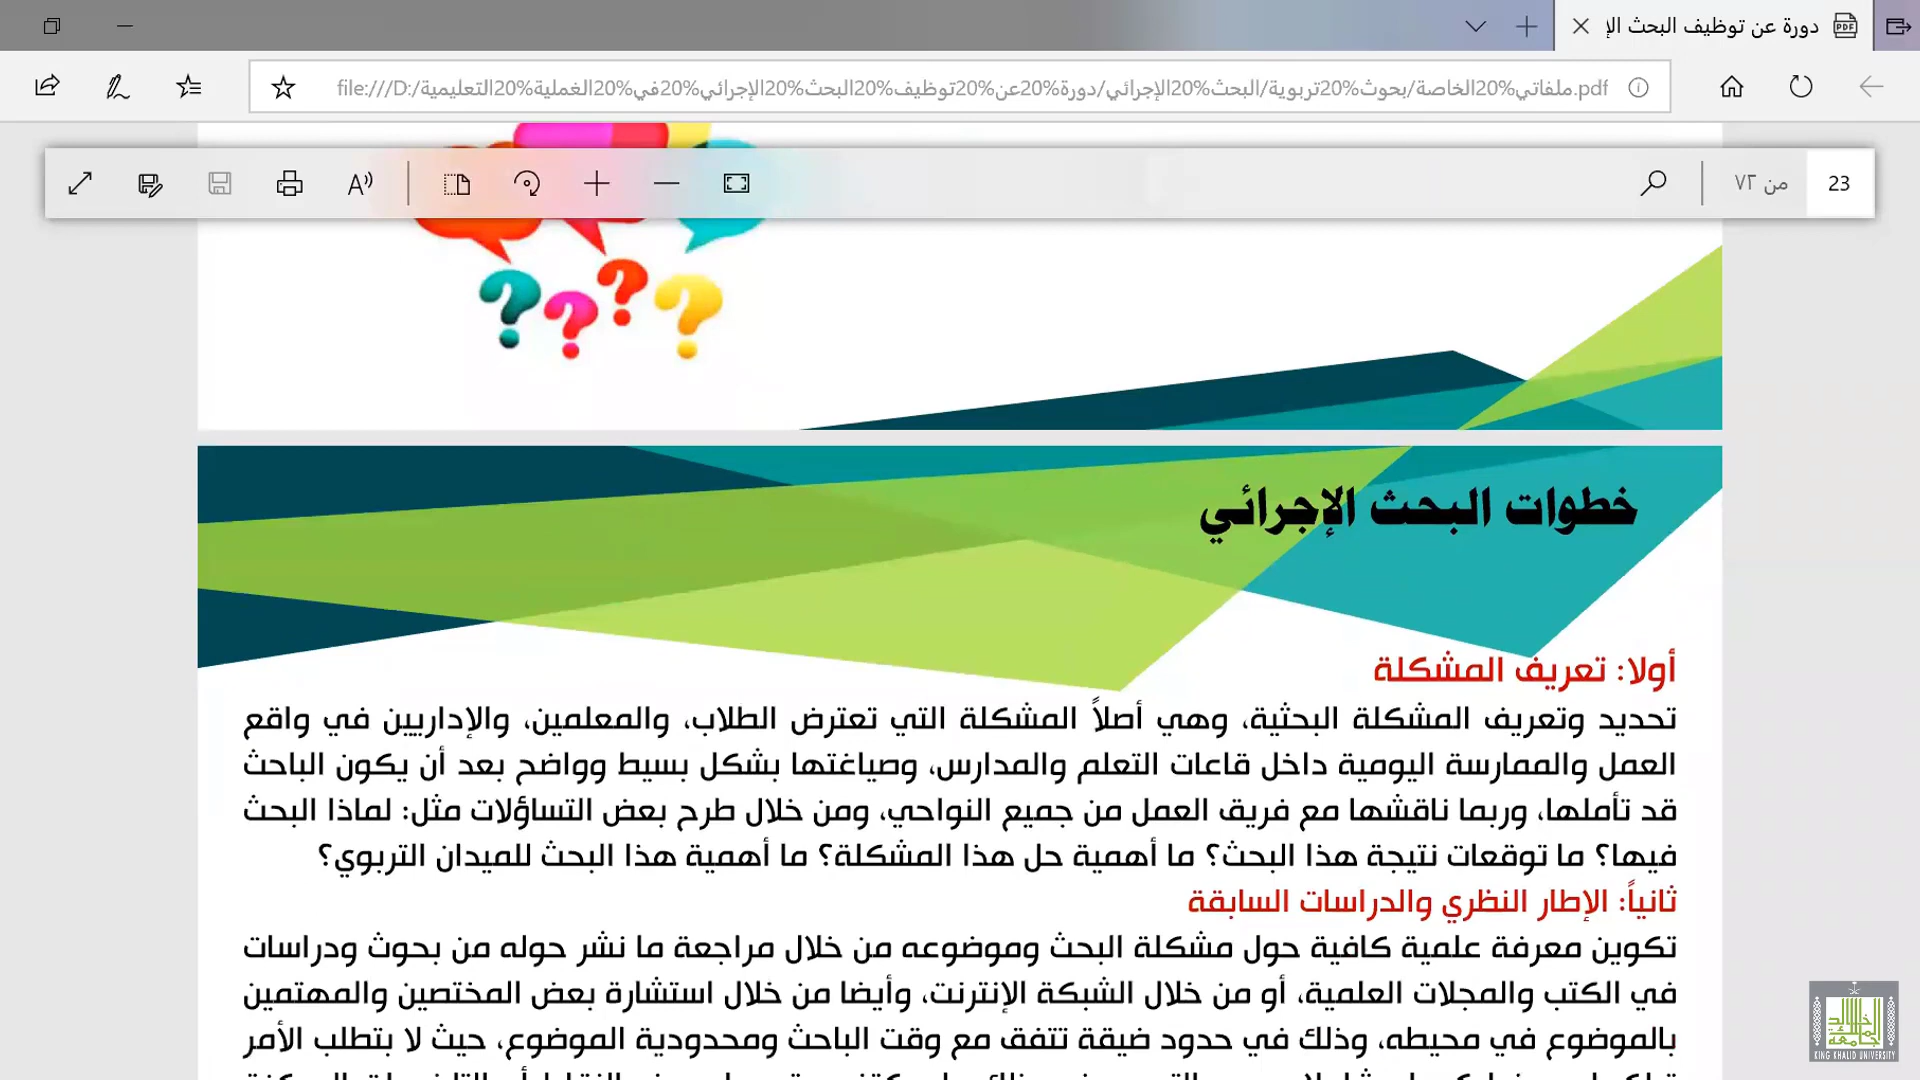 دورة عن توظيف البحث الإ
file:///D:/ملفاتي%20الخاصة/بحوث%20تربوية/البحث%20الإجرائي/دورة%20عن%20توظيف%20البحث%20الإجرائي%20في%20الغملية%20التعليمية.pdf
23 من ٧٢
خطوات البحث الإجرائي
أولا: تعريف المشكلة
تحديد وتعريف المشكلة البحثية، وهي أصلاً المشكلة التي تعترض الطلاب، والمعلمين، والإداريين في واقع
العمل والممارسة اليومية داخل قاعات التعلم والمدارس، وصياغتها بشكل بسيط وواضح بعد أن يكون الباحث
قد تأملها، وربما ناقشها مع فريق العمل من جميع النواحي، ومن خلال طرح بعض التساؤلات مثل: لماذا البحث
فيها؟ ما توقعات نتيجة هذا البحث؟ ما أهمية حل هذا المشكلة؟ ما أهمية هذا البحث للميدان التربوي؟
ثانياً: الإطار النظري والدراسات السابقة
تكوين معرفة علمية كافية حول مشكلة البحث وموضوعه من خلال مراجعة ما نشر حوله من بحوث ودراسات
في الكتب والمجلات العلمية، أو من خلال الشبكة الإنترنت، وأيضا من خلال استشارة بعض المختصين والمهتمين
بالموضوع في محيطه، وذلك في حدود ضيقة تتفق مع وقت الباحث ومحدودية الموضوع، حيث لا بتطلب الأمر
جامعة الملك خالد
KING KHALID UNIVERSITY